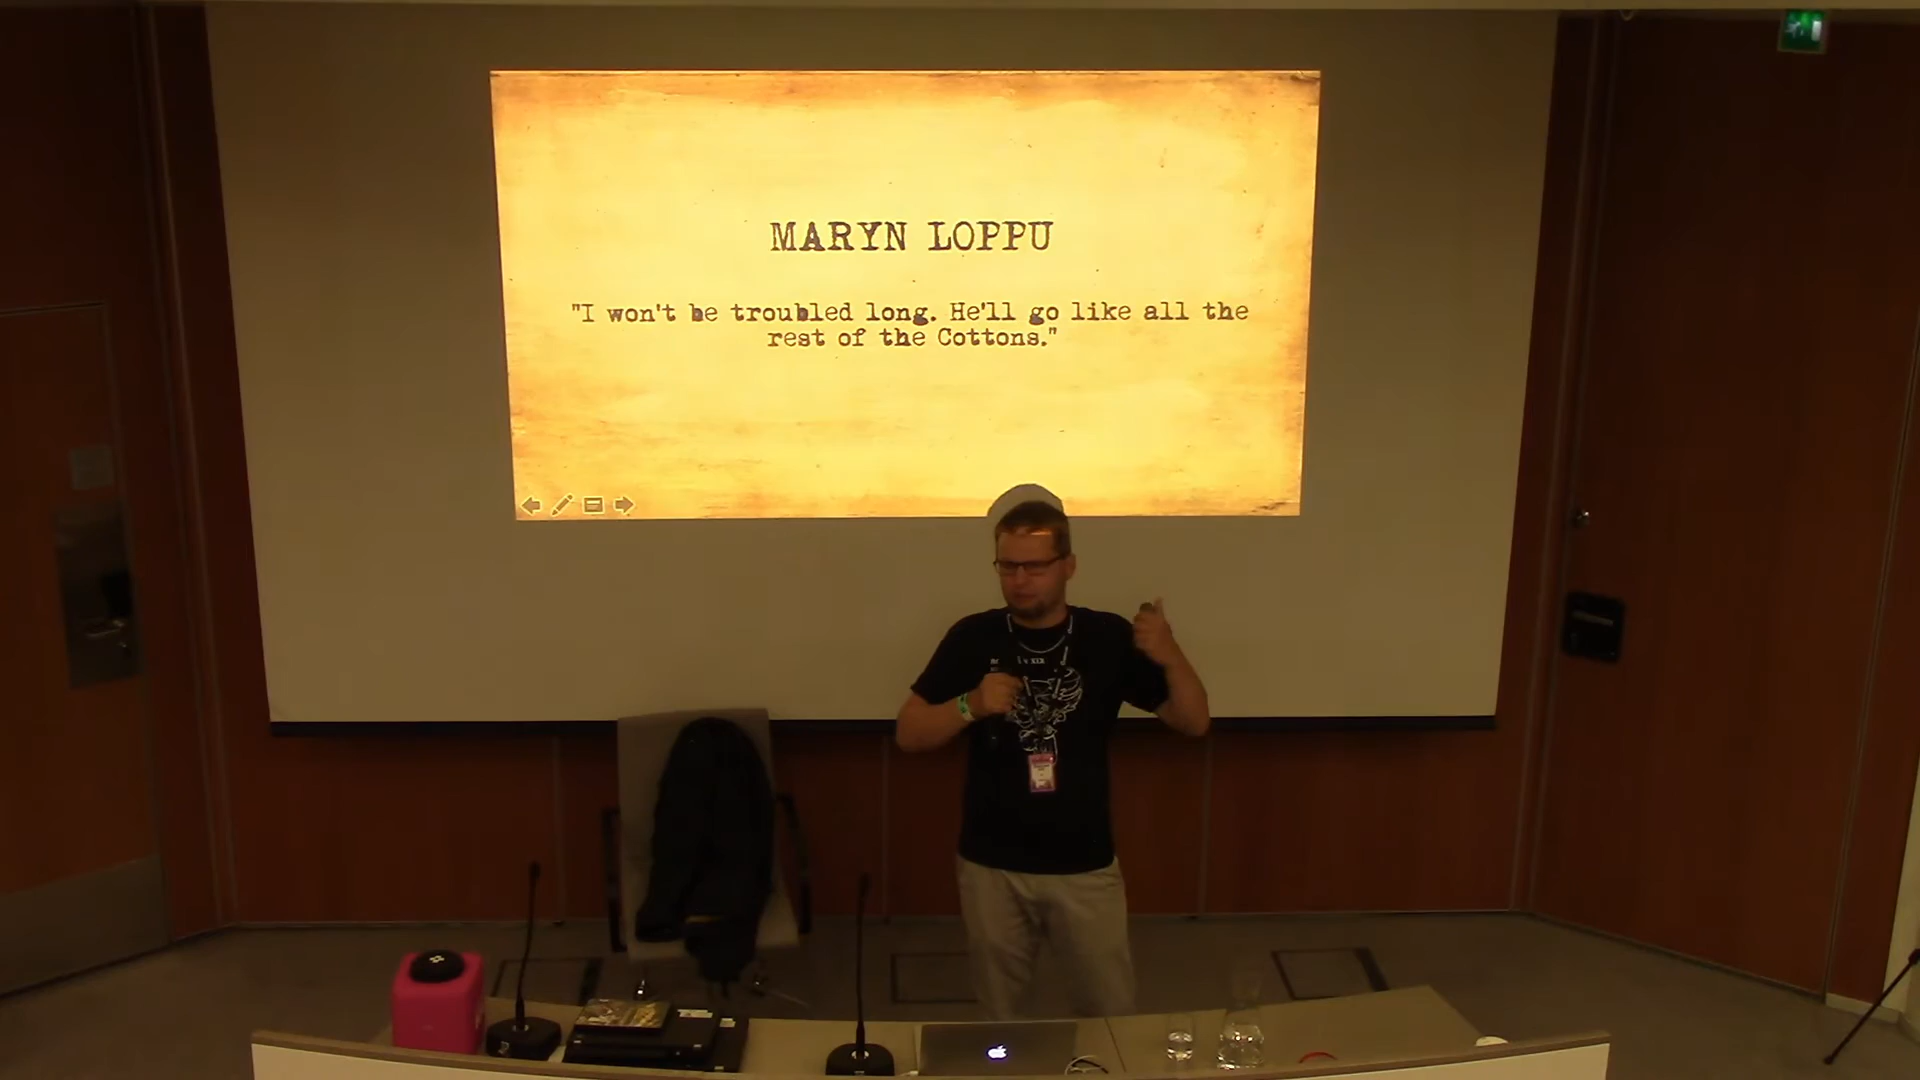 MARYN LOPPU
"I won't be troubled long. He'll go like all the
rest of the Cottons."